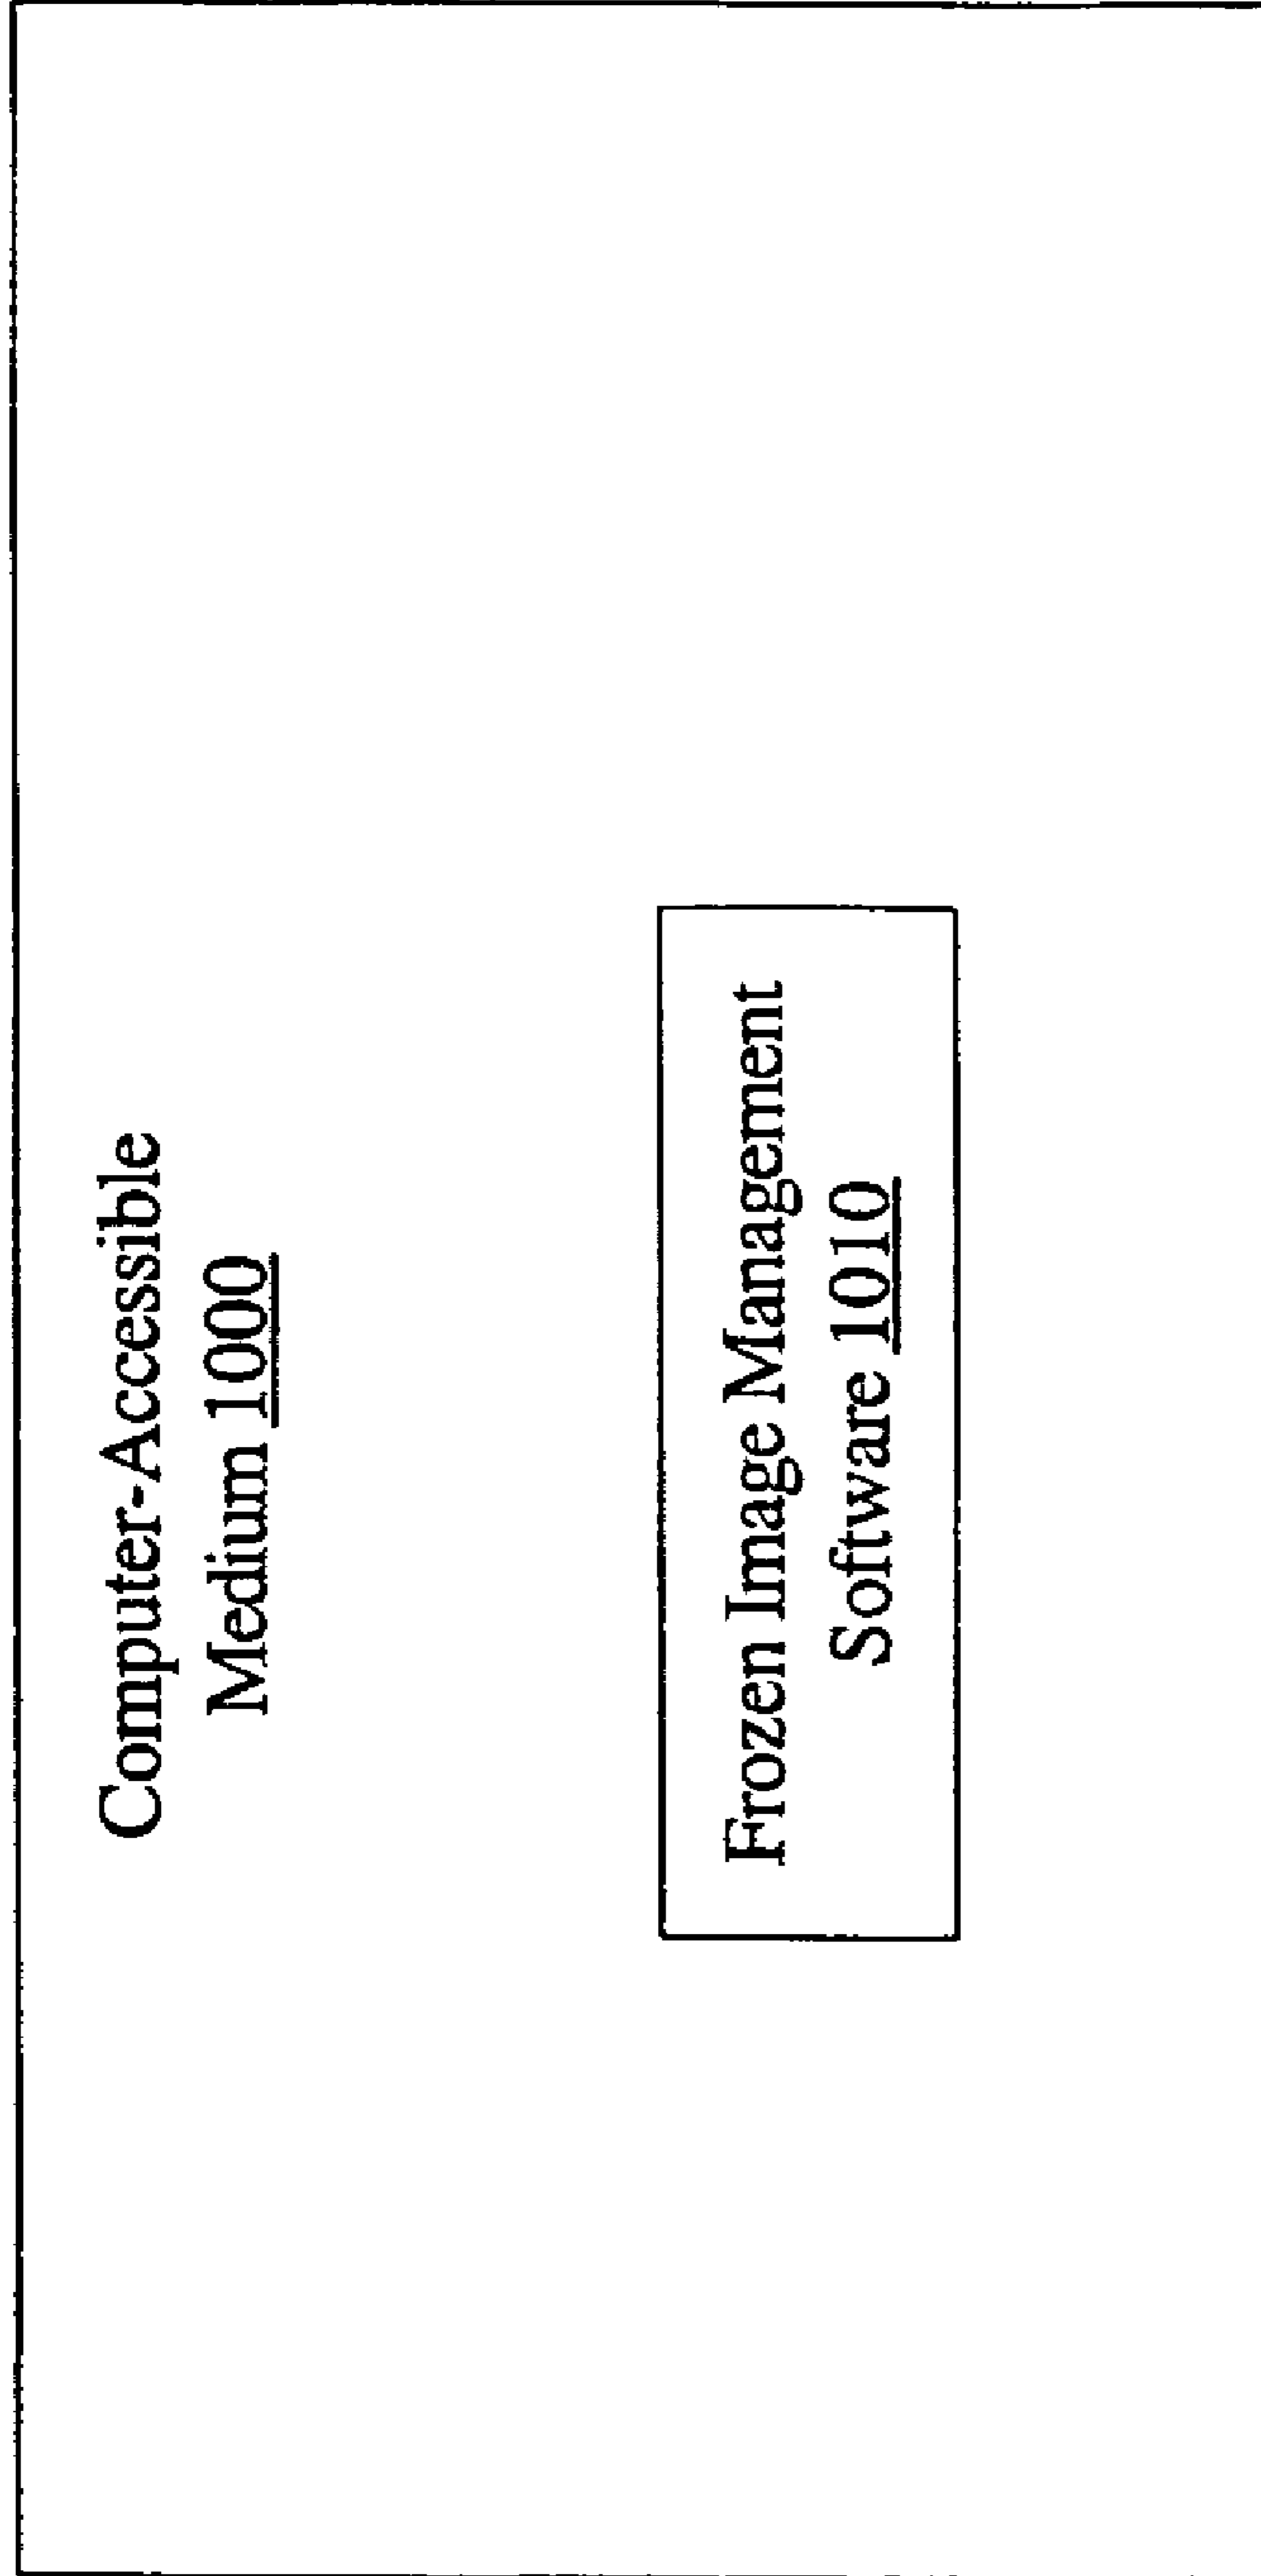 Computer-Accessible
Medium 1000
Frozen Image Management
Software 1010